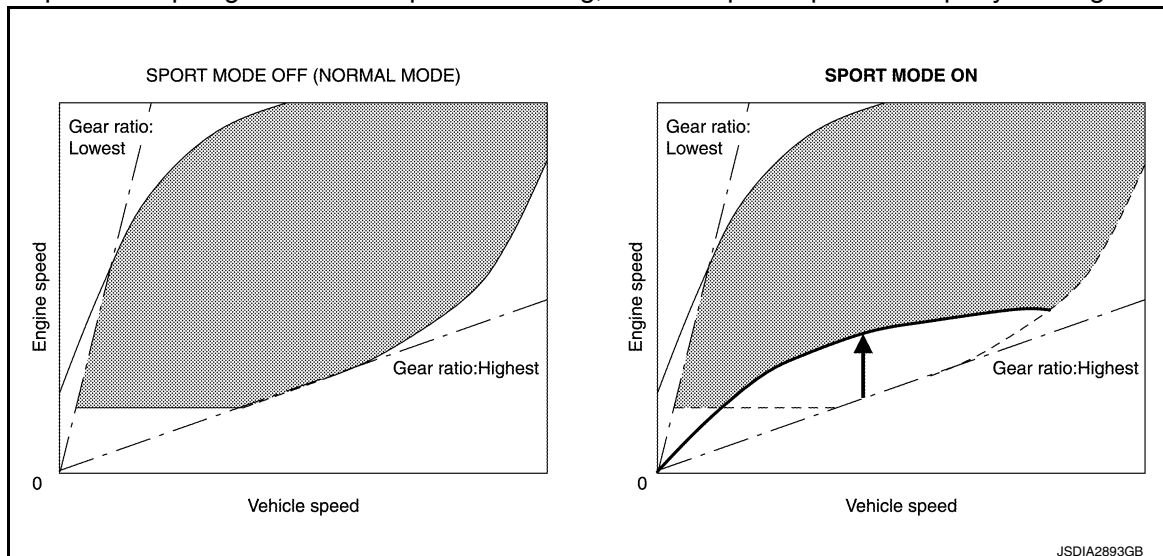 SPORT MODE OFF (NORMAL MODE)
Gear ratio:
Lowest
Engine speed
Gear ratio:Highest
0
Vehicle speed
SPORT MODE ON
Gear ratio:
Lowest
Engine speed
Gear ratio:Highest
0
Vehicle speed
JSDIA2893GB